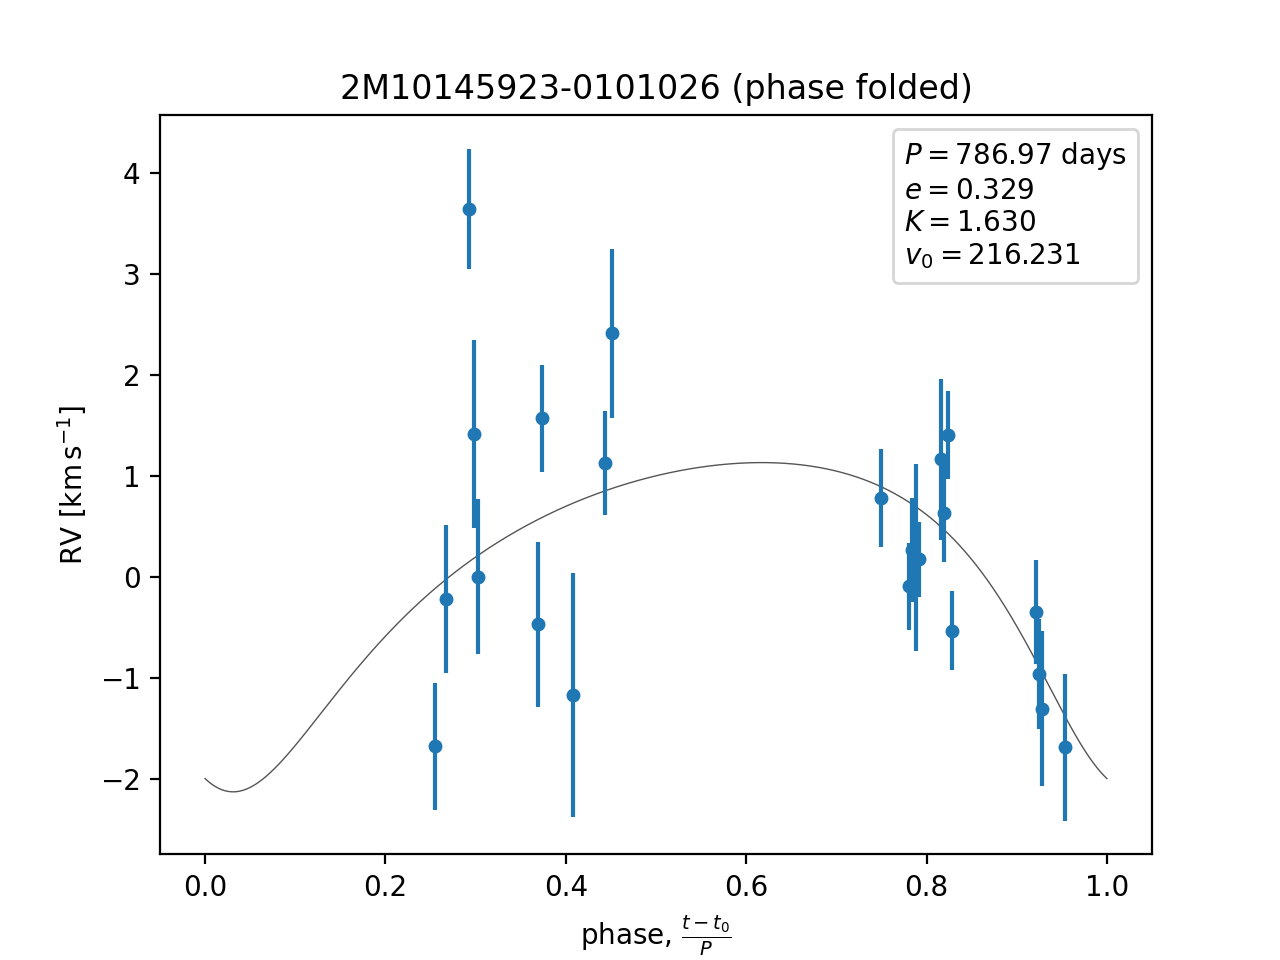 2M10145923-0101026 (phase folded)
P = 786.97 days
e = 0.329
K = 1.630
v₀ = 216.231
4
3
2
1
0
−1
−2
RV [km s⁻¹]
0.0 0.2 0.4 0.6 0.8 1.0
phase, (t − t₀)/P